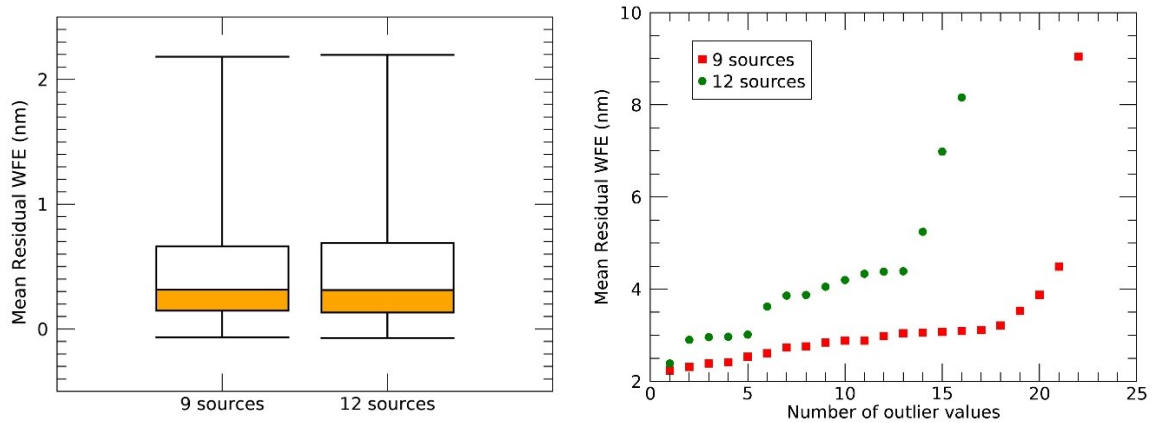 Mean Residual WFE (nm)
2
1
0
9 sources
12 sources
Mean Residual WFE (nm)
10
8
6
4
2
9 sources
12 sources
0
5
10
15
20
25
Number of outlier values